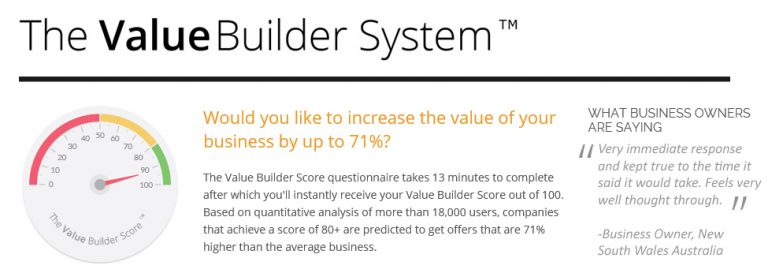 The Value Builder System™
Would you like to increase the value of your
business by up to 71%?
The Value Builder Score questionnaire takes 13 minutes to complete
after which you'll instantly receive your Value Builder Score out of 100.
Based on quantitative analysis of more than 18,000 users, companies
that achieve a score of 80+ are predicted to get offers that are 71%
higher than the average business.
0
10
20
30
40
50
60
70
80
90
100
The Value Builder Score™
WHAT BUSINESS OWNERS
ARE SAYING
"Very immediate response
and kept true to the time it
said it would take. Feels very
well thought through. "
-Business Owner, New
South Wales Australia